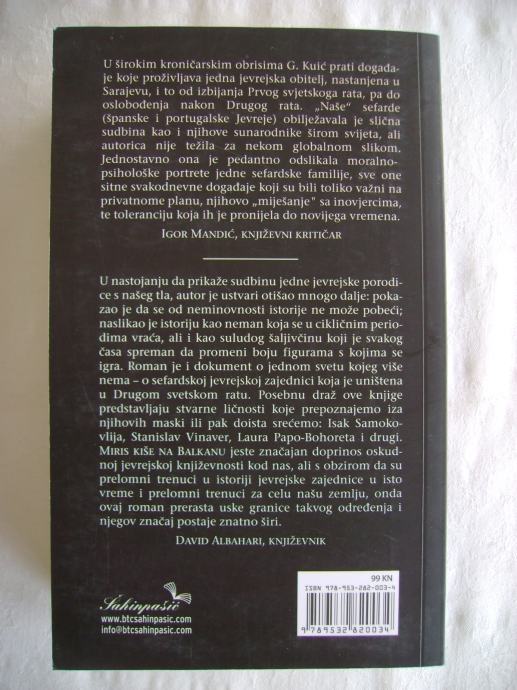 U širokim kroničarskim obrisima G. Kuić prati događa-
je koje proživljava jedna jevrejska obitelj, nastanjena u
Sarajevu, i to od izbijanja Prvog svjetskoga rata, pa do
oslobođenja nakon Drugog rata. „Naše“ sefarde
(španske i portugalske Jevreje) obilježavala je slična
sudbina kao i njihove sunarodnike širom svijeta, ali
autorica nije težila za nekom globalnom slikom.
Jednostavno ona je pedantno odslikala moralno-
psihološke portrete jedne sefardske familije, sve one
sitne svakodnevne događaje koji su bili toliko važni na
privatnome planu, njihovo „miješanje" sa inovjercima,
te toleranciju koja ih je pronijela do novijega vremena.
IGOR MANDIĆ, KNJIŽEVNI KRITIČAR
U nastojanju da prikaže sudbinu jedne jevrejske porodi-
ce s našeg tla, autor je ustvari otišao mnogo dalje: poka-
zao je da se od neminovnosti istorije ne može pobeći;
naslikao je istoriju kao neman koja se u cikličnim perio-
dima vraća, ali i kao suludog šaljivčinu koji je svakog
časa spreman da promeni boju figurama s kojima se
igra. Roman je i dokument o jednom svetu kojeg više
nema – o sefardskoj jevrejskoj zajednici koja je uništena
u Drugom svetskom ratu. Posebnu draž ove knjige
predstavljaju stvarne ličnosti koje prepoznajemo iza
njihovih maski ili pak doista srećemo: Isak Samoko-
vlija, Stanislav Vinaver, Laura Papo-Bohoreta i drugi.
MIRIS KIŠE NA BALKANU jeste značajan doprinos oskud-
noj jevrejskoj književnosti kod nas, ali s obzirom da su
prelomni trenuci u istoriji jevrejske zajednice u isto
vreme i prelomni trenuci za celu našu zemlju, onda
ovaj roman prerasta uske granice takvog određenja i
njegov značaj postaje znatno širi.
DAVID ALBAHARI, KNJIŽEVNIK
Šahinpašić
www.btcsahinpasic.com
info@btcsahinpasic.com
99 KN
ISBN 978-953-282-003-4
9 789532 820034